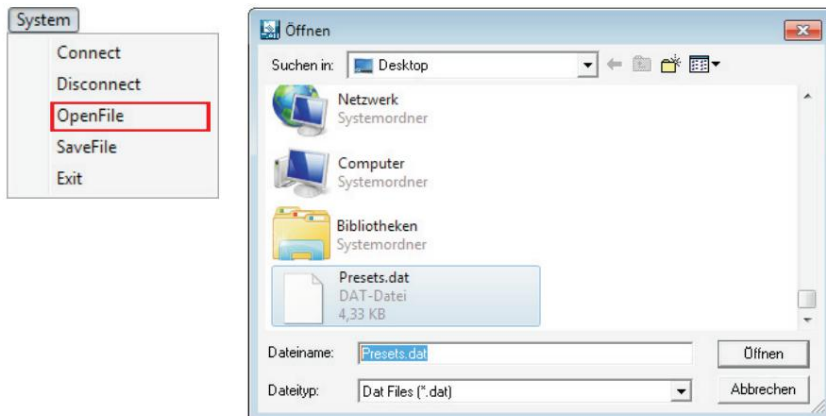 System
Connect
Disconnect
OpenFile
SaveFile
Exit
Öffnen
Suchen in: Desktop
Netzwerk
Systemordner
Computer
Systemordner
Bibliotheken
Systemordner
Presets.dat
DAT-Datei
4,33 KB
Dateiname: Presets.dat Öffnen
Dateityp: Dat Files (*.dat) Abbrechen